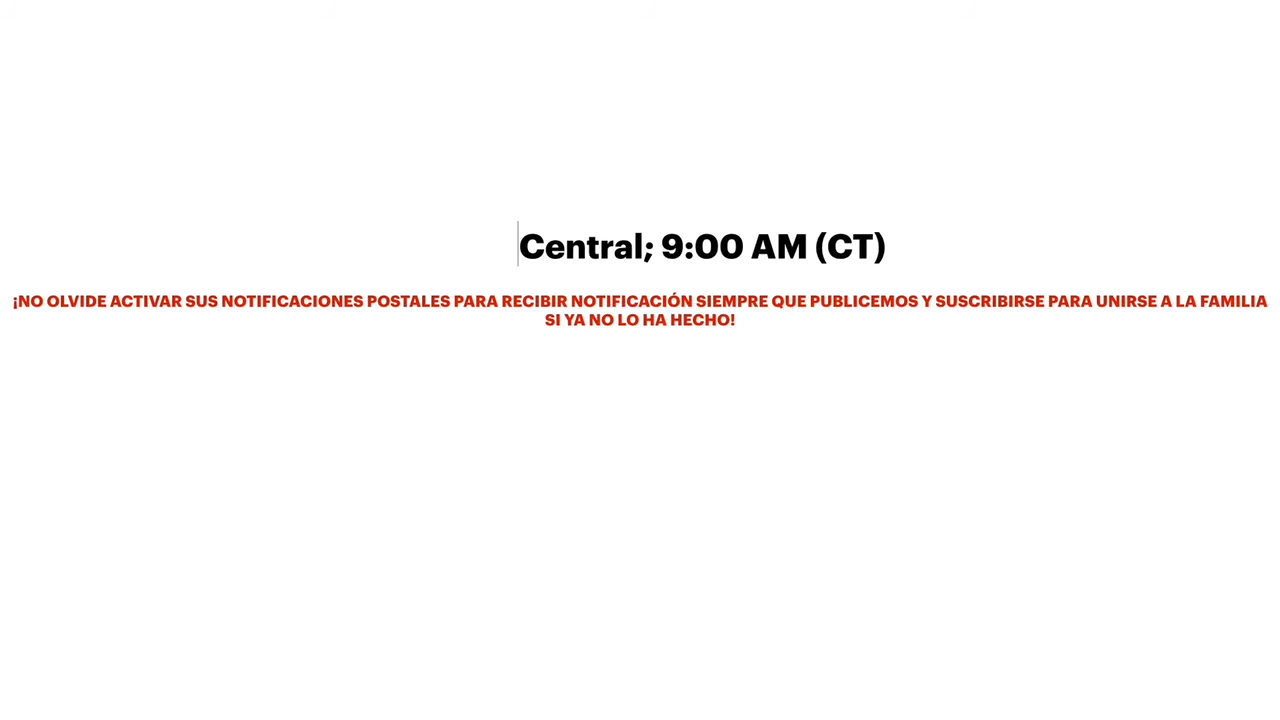 Central; 9:00 AM (CT)
¡NO OLVIDE ACTIVAR SUS NOTIFICACIONES POSTALES PARA RECIBIR NOTIFICACIÓN SIEMPRE QUE PUBLICEMOS Y SUSCRIBIRSE PARA UNIRSE A LA FAMILIA
SI YA NO LO HA HECHO!